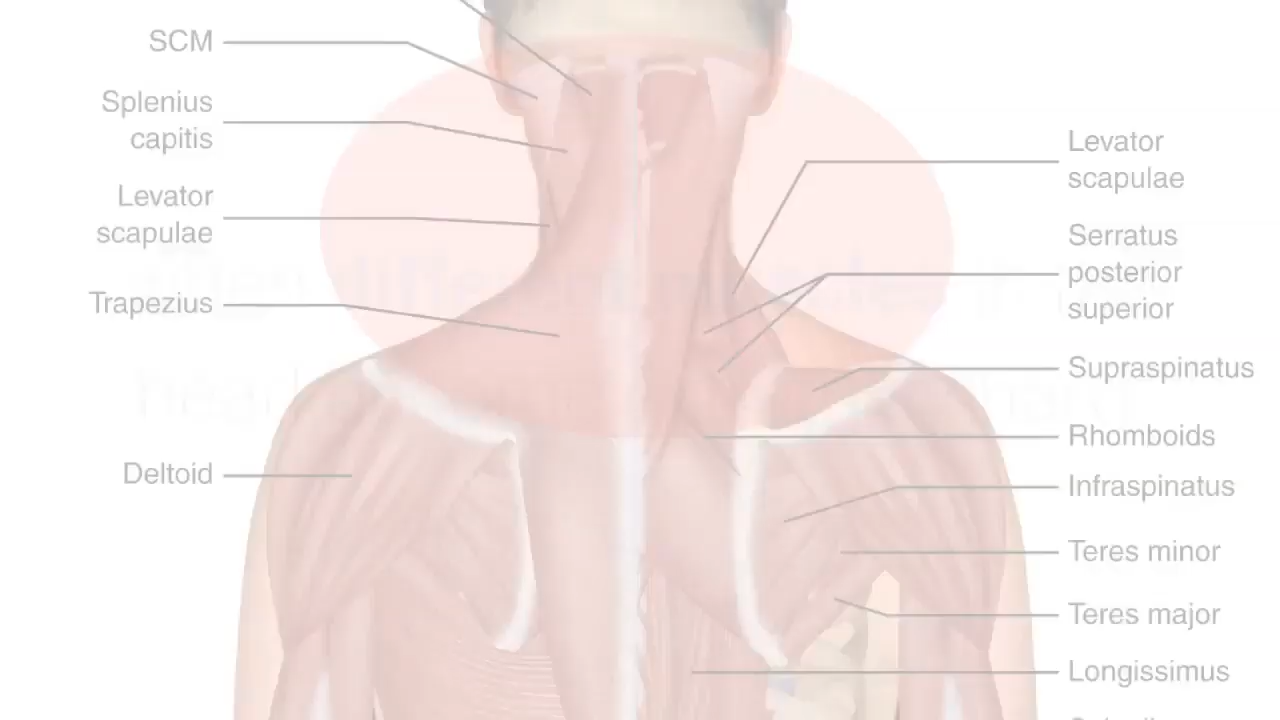 SCM
Splenius
capitis
Levator
scapulae
Trapezius
Deltoid
Levator
scapulae
Serratus
posterior
superior
Supraspinatus
Rhomboids
Infraspinatus
Teres minor
Teres major
Longissimus